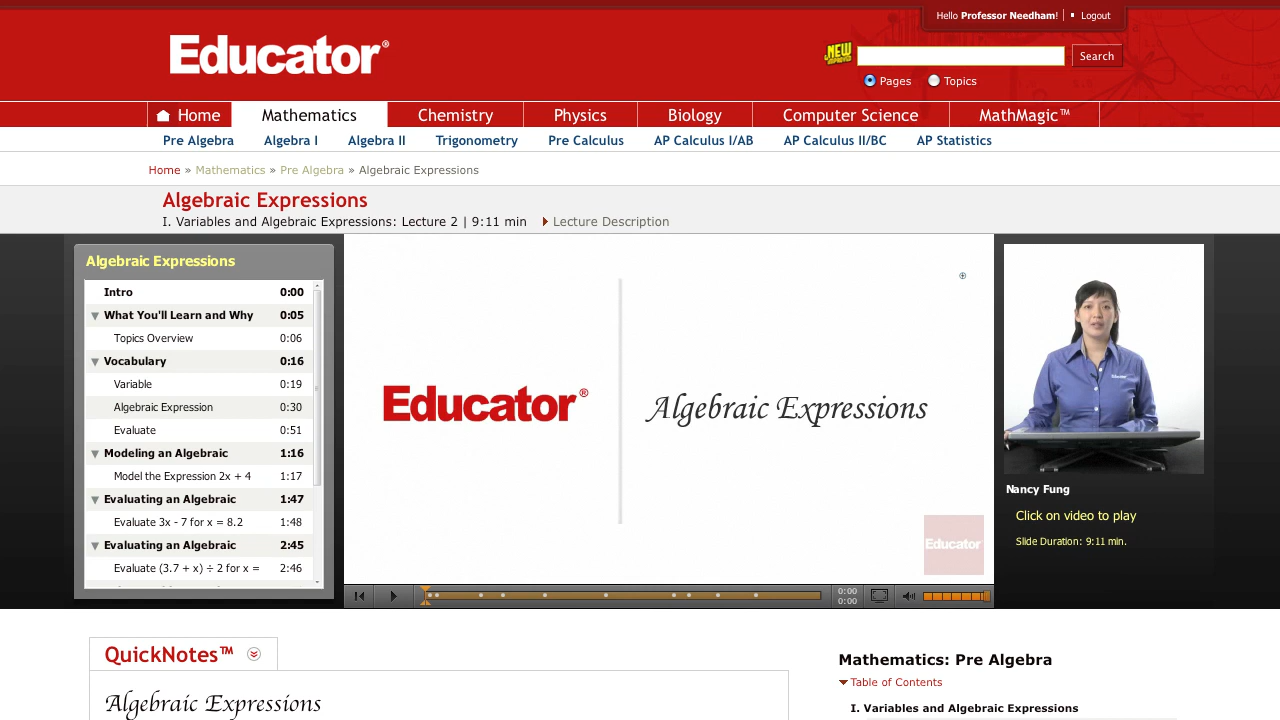 Hello Professor Needham! Logout
Educator®
NEW
Search
Pages Topics
Home Mathematics Chemistry Physics Biology Computer Science MathMagic™
Pre Algebra Algebra I Algebra II Trigonometry Pre Calculus AP Calculus I/AB AP Calculus II/BC AP Statistics
Home » Mathematics » Pre Algebra » Algebraic Expressions
Algebraic Expressions
I. Variables and Algebraic Expressions: Lecture 2 | 9:11 min Lecture Description
Algebraic Expressions
Intro 0:00
What You'll Learn and Why 0:05
Topics Overview 0:06
Vocabulary 0:16
Variable 0:19
Algebraic Expression 0:30
Evaluate 0:51
Modeling an Algebraic 1:16
Model the Expression 2x + 4 1:17
Evaluating an Algebraic 1:47
Evaluate 3x - 7 for x = 8.2 1:48
Evaluating an Algebraic 2:45
Evaluate (3.7 + x) ÷ 2 for x = 2:46
Educator®
Algebraic Expressions
Educator
0:00
0:00
Nancy Fung
Click on video to play
Slide Duration: 9:11 min.
QuickNotes™
Algebraic Expressions
Mathematics: Pre Algebra
Table of Contents
I. Variables and Algebraic Expressions